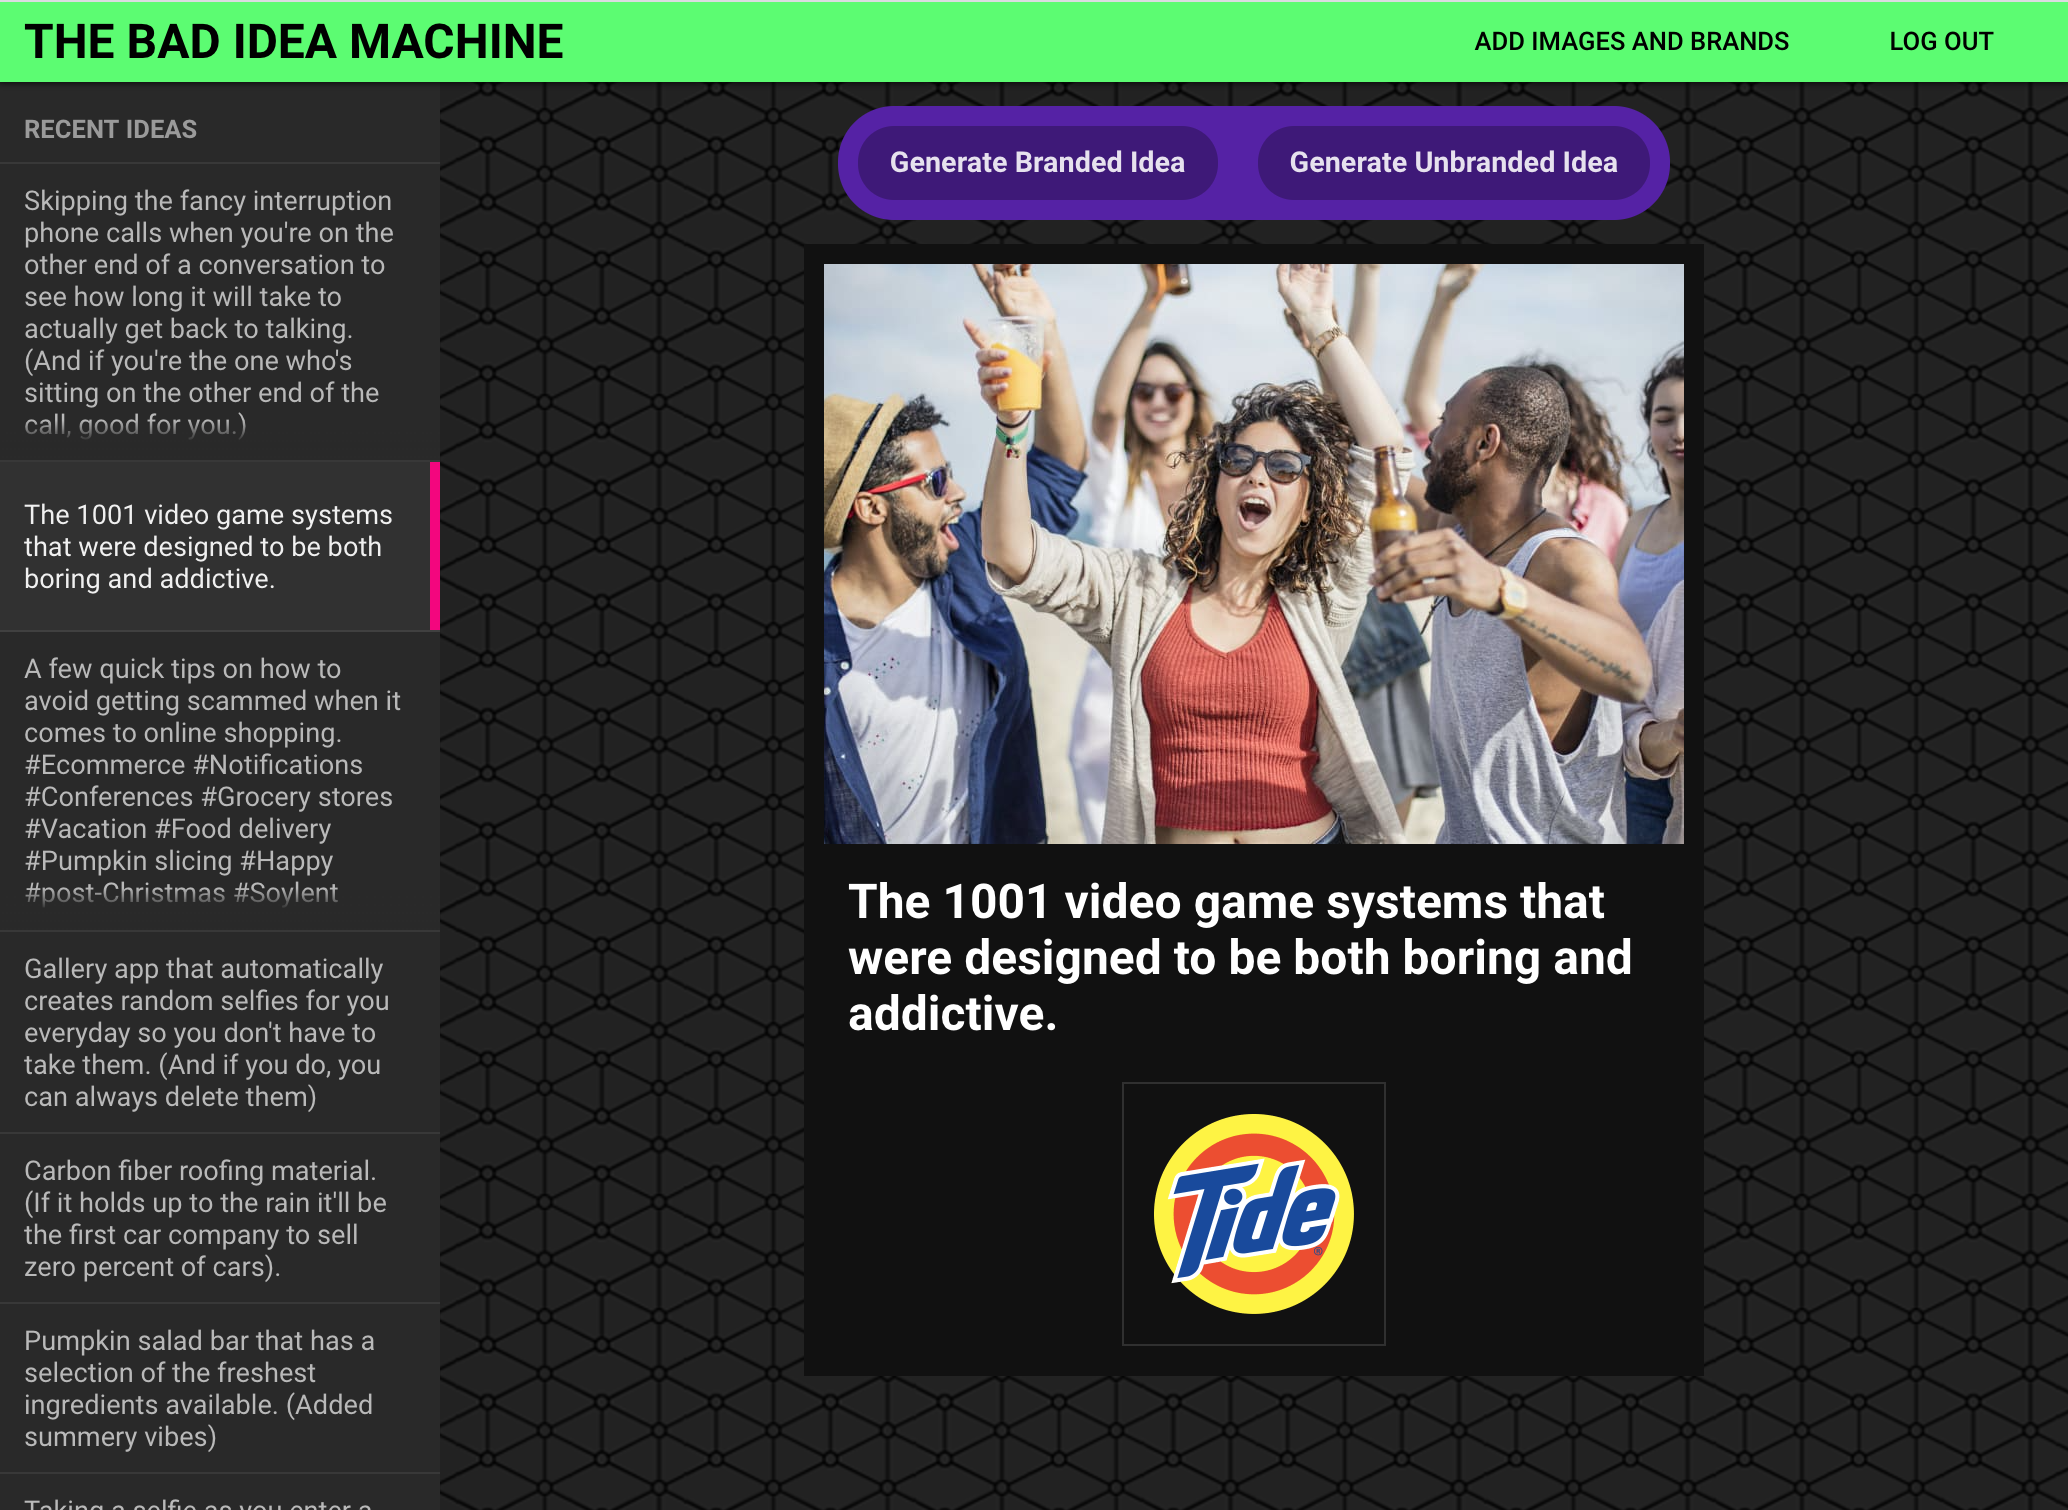 THE BAD IDEA MACHINE
ADD IMAGES AND BRANDS
LOG OUT
RECENT IDEAS
Skipping the fancy interruption
phone calls when you're on the
other end of a conversation to
see how long it will take to
actually get back to talking.
(And if you're the one who's
sitting on the other end of the
call, good for you.)
The 1001 video game systems
that were designed to be both
boring and addictive.
A few quick tips on how to
avoid getting scammed when it
comes to online shopping.
#Ecommerce #Notifications
#Conferences #Grocery stores
#Vacation #Food delivery
#Pumpkin slicing #Happy
#post-Christmas #Soylent
Gallery app that automatically
creates random selfies for you
everyday so you don't have to
take them. (And if you do, you
can always delete them)
Carbon fiber roofing material.
(If it holds up to the rain it'll be
the first car company to sell
zero percent of cars).
Pumpkin salad bar that has a
selection of the freshest
ingredients available. (Added
summery vibes)
Taking a selfie as you enter a
Generate Branded Idea
Generate Unbranded Idea
The 1001 video game systems that
were designed to be both boring and
addictive.
Tide
®